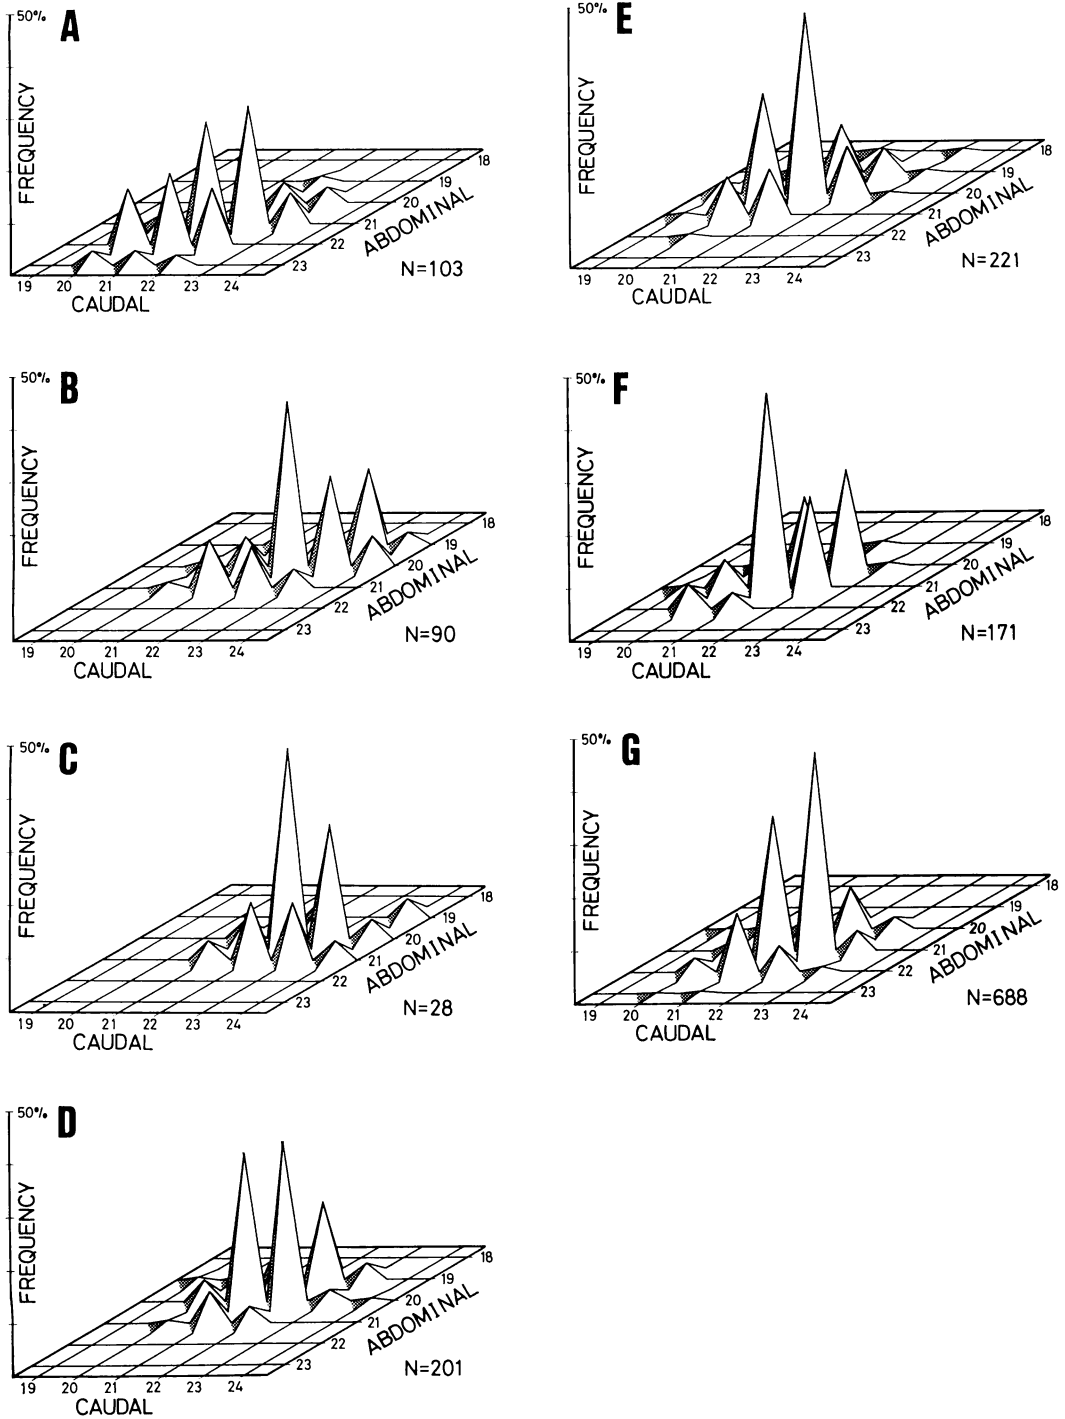 A
50%
FREQUENCY
19 20 21 22 23 24
CAUDAL
18
19
20
21
22
23
ABDOMINAL
N=103
B
50%
FREQUENCY
19 20 21 22 23 24
CAUDAL
18
19
20
21
22
23
ABDOMINAL
N=90
C
50%
FREQUENCY
19 20 21 22 23 24
CAUDAL
18
19
20
21
22
23
ABDOMINAL
N=28
D
50%
FREQUENCY
19 20 21 22 23 24
CAUDAL
18
19
20
21
22
23
ABDOMINAL
N=201
E
50%
FREQUENCY
19 20 21 22 23 24
CAUDAL
18
19
20
21
22
23
ABDOMINAL
N=221
F
50%
FREQUENCY
19 20 21 22 23 24
CAUDAL
18
19
20
21
22
23
ABDOMINAL
N=171
G
50%
FREQUENCY
19 20 21 22 23 24
CAUDAL
18
19
20
21
22
23
ABDOMINAL
N=688